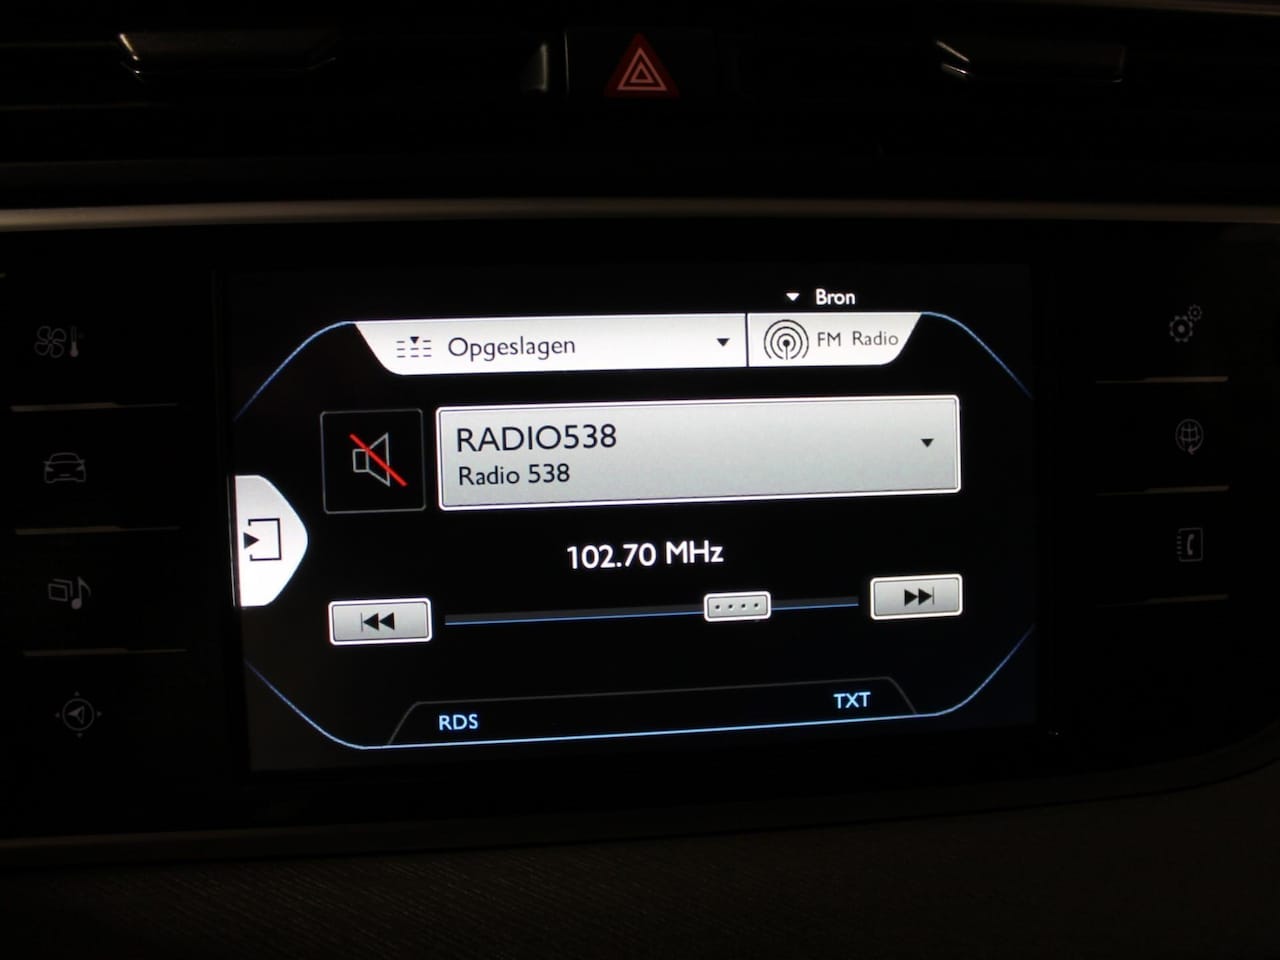 Bron
Opgeslagen
FM Radio
RADIO538
Radio 538
102.70 MHz
RDS
TXT